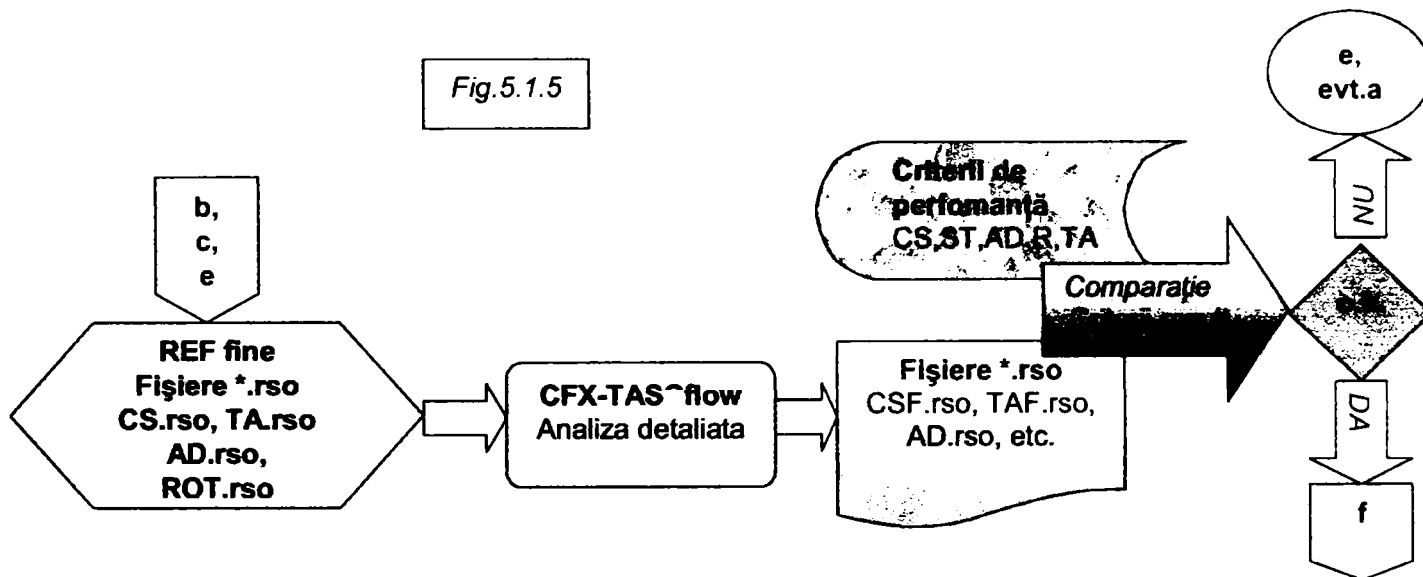 Fig.5.1.5
e,
evt.a
Criterii de
perfomanță
CS,ST,AD,R,TA
NU
b,
c,
e
Comparaţie
REF fine
Fişiere *.rso
CS.rso, TA.rso
AD.rso,
ROT.rso
CFX-TAS^flow
Analiza detaliata
Fişiere *.rso
CSF.rso, TAF.rso,
AD.rso, etc.
DA
f